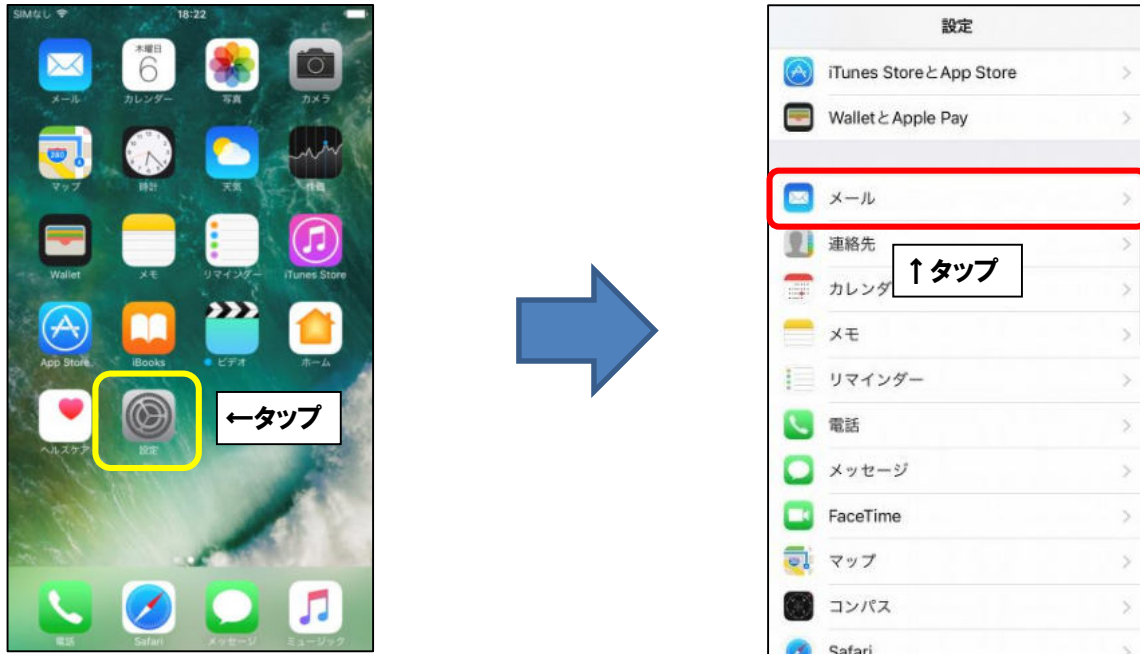 SIMなし 18:22
木曜日
6
メール カレンダー 写真 カメラ
280
マップ 時計 天気 株価
Wallet メモ リマインダー iTunes Store
App Store iBooks ビデオ ホーム
ヘルスケア 設定
←タップ
電話 Safari メッセージ ミュージック
設定
iTunes StoreとApp Store
WalletとApple Pay
メール
連絡先
↑タップ
カレンダ
メモ
リマインダー
電話
メッセージ
FaceTime
マップ
コンパス
Safari